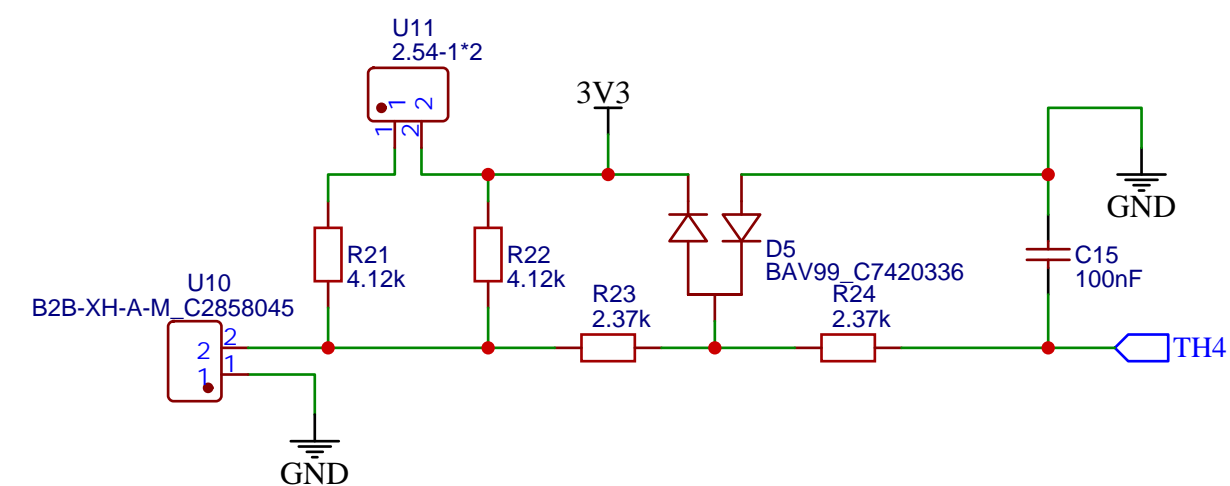 U11
2.54-1*2
1
2
1
2
3V3
GND
R21
4.12k
R22
4.12k
D5
BAV99_C7420336
C15
100nF
U10
B2B-XH-A-M_C2858045
R23
2.37k
R24
2.37k
2
2
1
1
TH4
GND